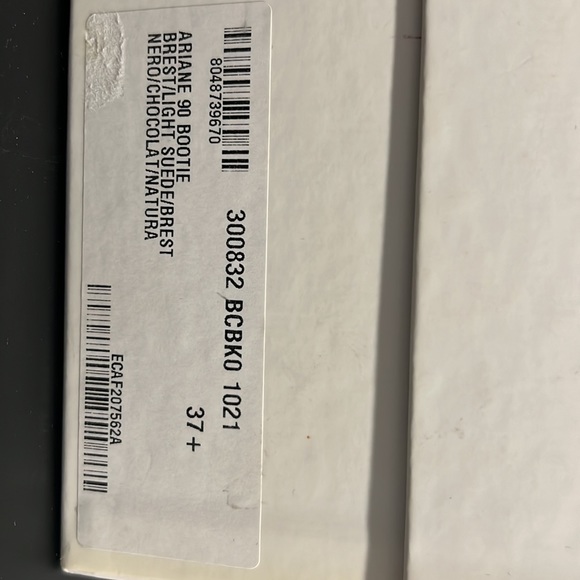 8048739670
300832 BCBK0 1021
37+
ARIANE 90 BOOTIE
BREST/LIGHT SUEDE/BREST
NERO/CHOCOLAT/NATURA
ECAF207562A